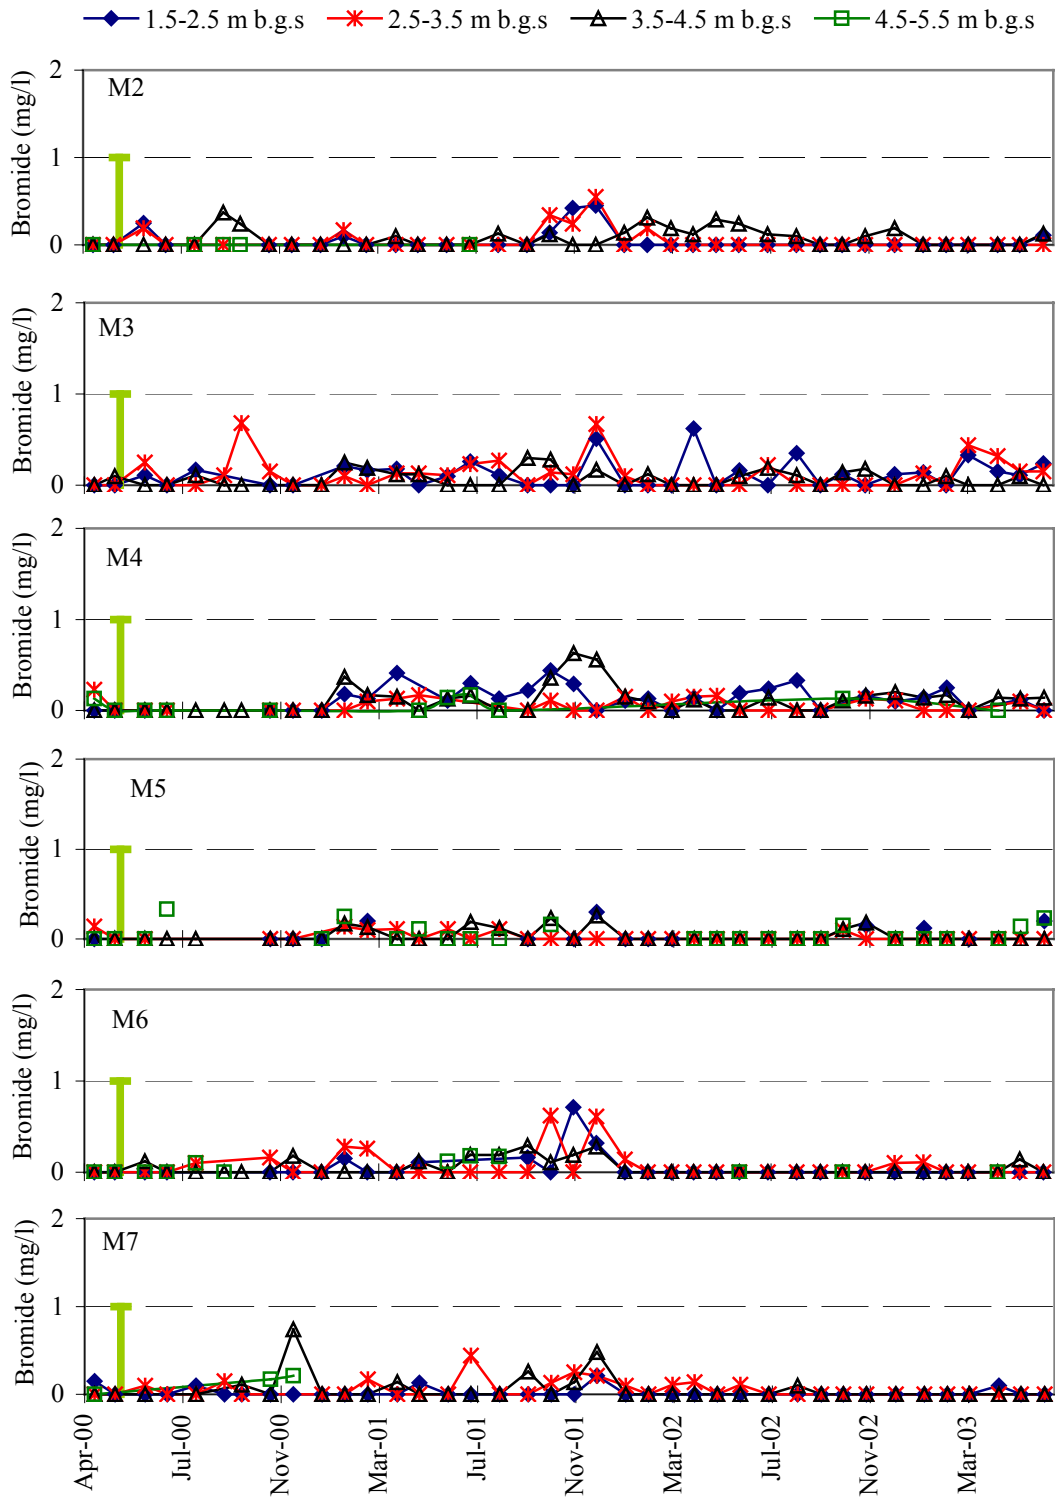 1.5-2.5 m b.g.s 2.5-3.5 m b.g.s 3.5-4.5 m b.g.s 4.5-5.5 m b.g.s
M2
Bromide (mg/l)
2
1
0
M3
Bromide (mg/l)
2
1
0
M4
Bromide (mg/l)
2
1
0
M5
Bromide (mg/l)
2
1
0
M6
Bromide (mg/l)
2
1
0
M7
Bromide (mg/l)
2
1
0
Apr-00 Jul-00 Nov-00 Mar-01 Jul-01 Nov-01 Mar-02 Jul-02 Nov-02 Mar-03